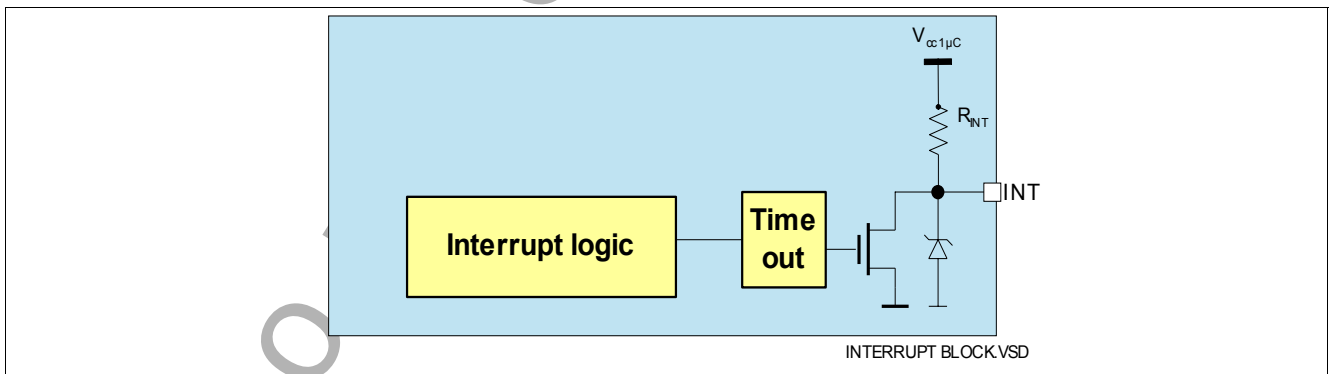 Vcc1µC
RINT
INT
Interrupt logic
Time
out
INTERRUPT BLOCK.VSD